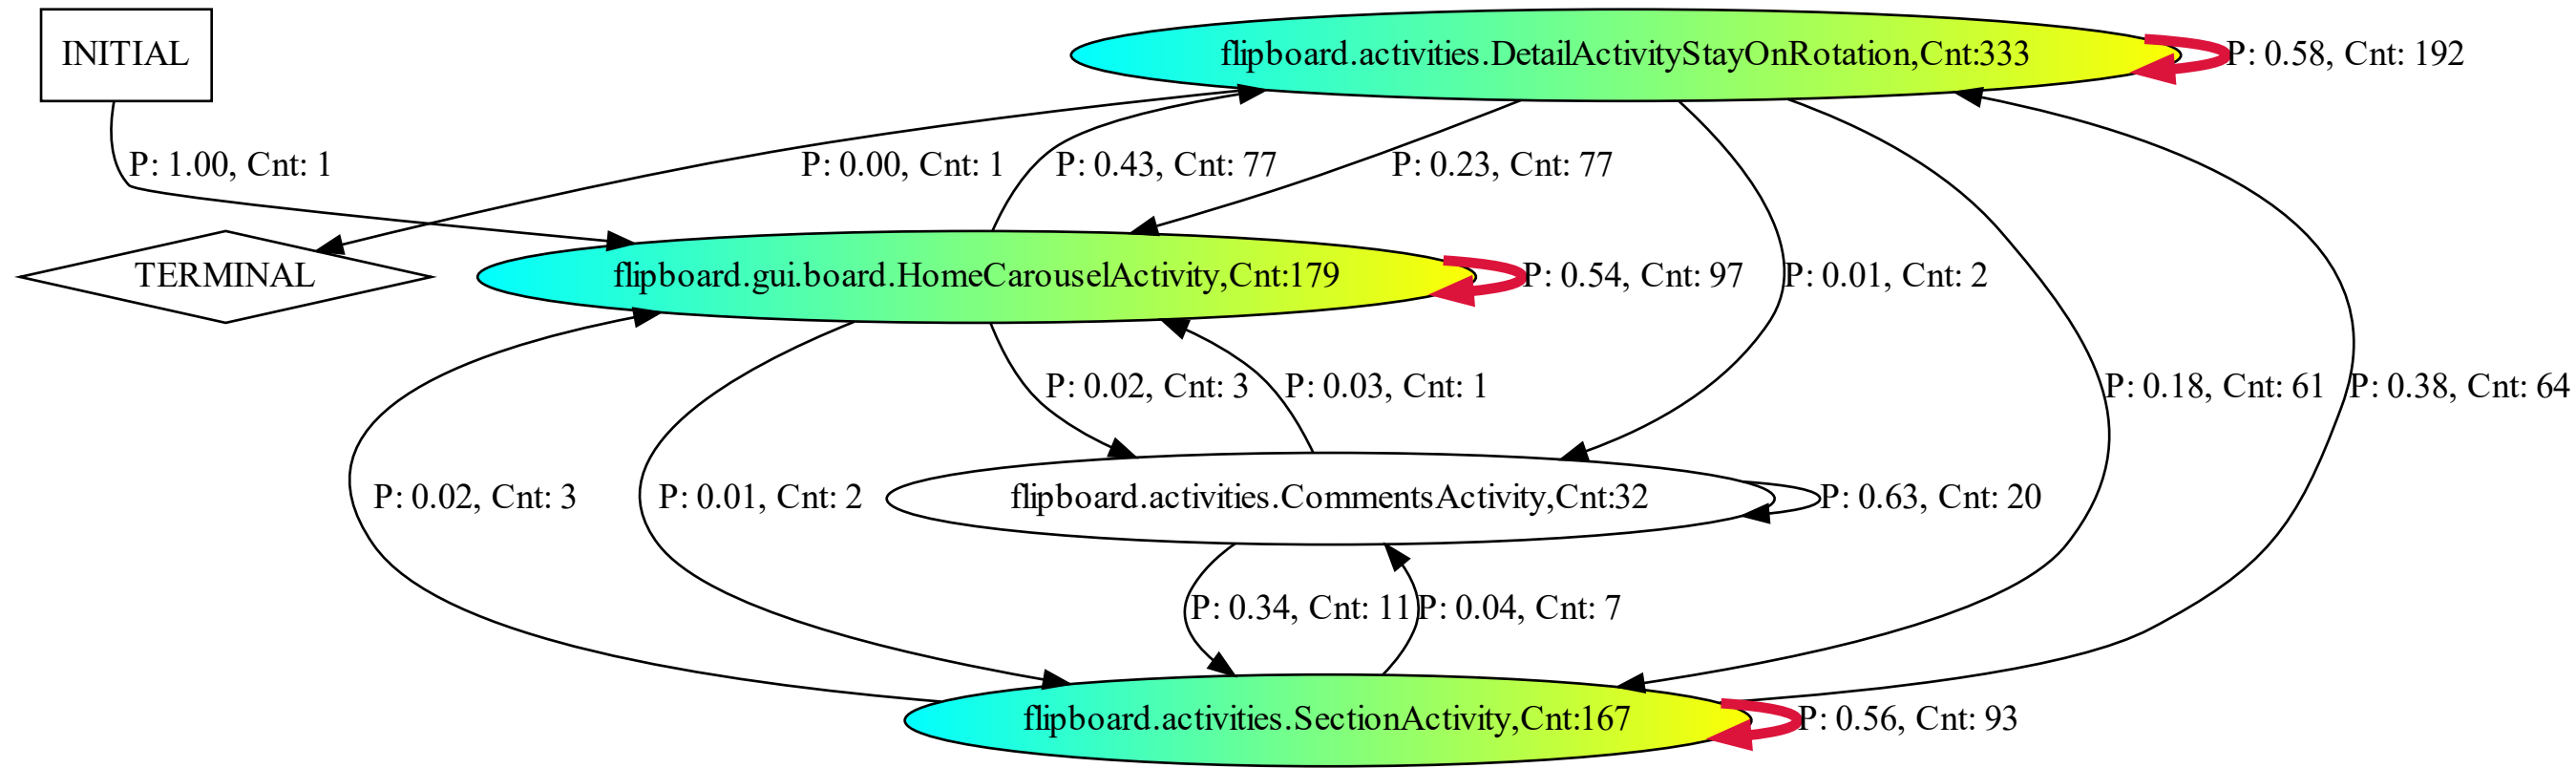 INITIAL
flipboard.activities.DetailActivityStayOnRotation,Cnt:333
P: 0.58, Cnt: 192
P: 1.00, Cnt: 1
P: 0.00, Cnt: 1
P: 0.43, Cnt: 77
P: 0.23, Cnt: 77
TERMINAL
flipboard.gui.board.HomeCarouselActivity,Cnt:179
P: 0.54, Cnt: 97
P: 0.01, Cnt: 2
P: 0.02, Cnt: 3
P: 0.03, Cnt: 1
P: 0.18, Cnt: 61
P: 0.38, Cnt: 64
P: 0.02, Cnt: 3
P: 0.01, Cnt: 2
flipboard.activities.CommentsActivity,Cnt:32
P: 0.63, Cnt: 20
P: 0.34, Cnt: 11
P: 0.04, Cnt: 7
flipboard.activities.SectionActivity,Cnt:167
P: 0.56, Cnt: 93